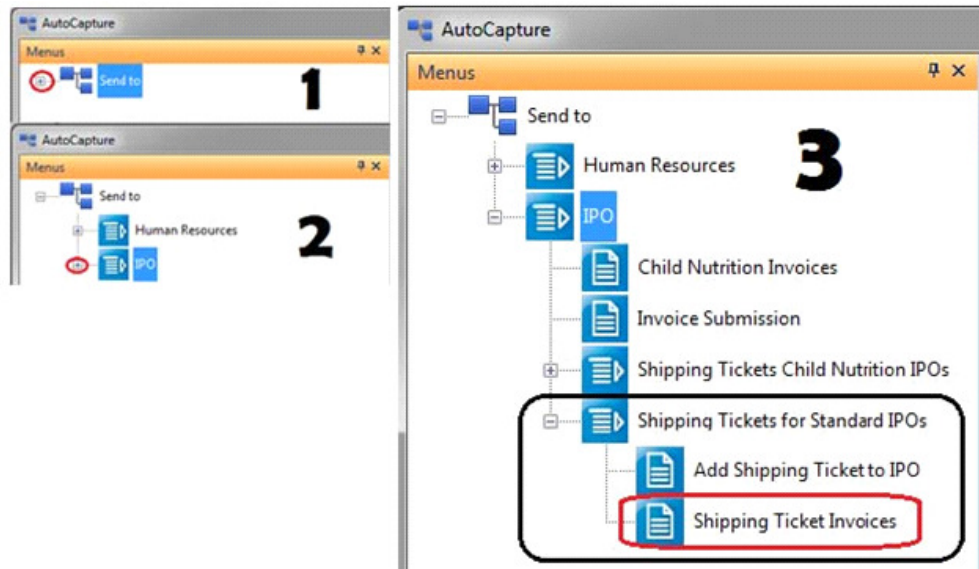 AutoCapture
Menus
Send to
1
AutoCapture
Menus
Send to
Human Resources
IPO
2
AutoCapture
Menus
Send to
Human Resources
IPO
3
Child Nutrition Invoices
Invoice Submission
Shipping Tickets Child Nutrition IPOs
Shipping Tickets for Standard IPOs
Add Shipping Ticket to IPO
Shipping Ticket Invoices